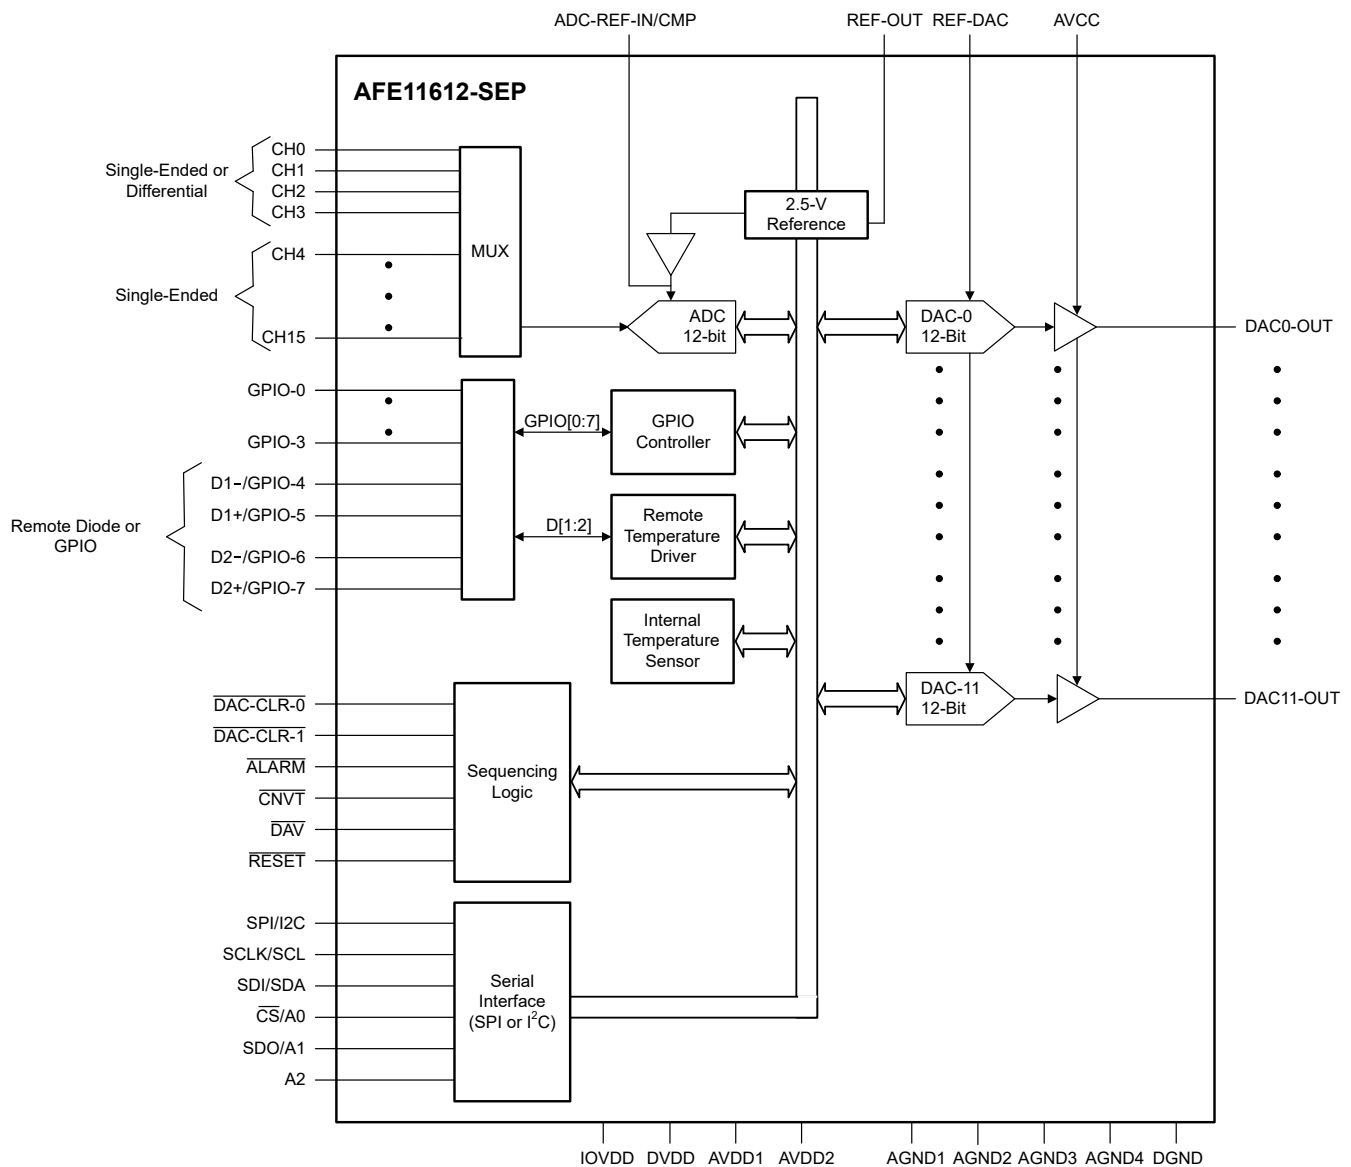 ADC-REF-IN/CMP
REF-OUT
REF-DAC
AVCC
AFE11612-SEP
Single-Ended or
Differential
CH0
CH1
CH2
CH3
CH4
Single-Ended
CH15
MUX
2.5-V
Reference
ADC
12-bit
DAC-0
12-Bit
DAC0-OUT
GPIO-0
GPIO-3
D1−/GPIO-4
D1+/GPIO-5
D2−/GPIO-6
D2+/GPIO-7
Remote Diode or
GPIO
GPIO[0:7]
GPIO
Controller
D[1:2]
Remote
Temperature
Driver
Internal
Temperature
Sensor
DAC-11
12-Bit
DAC11-OUT
DAC-CLR-0
DAC-CLR-1
ALARM
CNVT
DAV
RESET
Sequencing
Logic
SPI/I2C
SCLK/SCL
SDI/SDA
CS/A0
SDO/A1
A2
Serial
Interface
(SPI or I²C)
IOVDD
DVDD
AVDD1
AVDD2
AGND1
AGND2
AGND3
AGND4
DGND